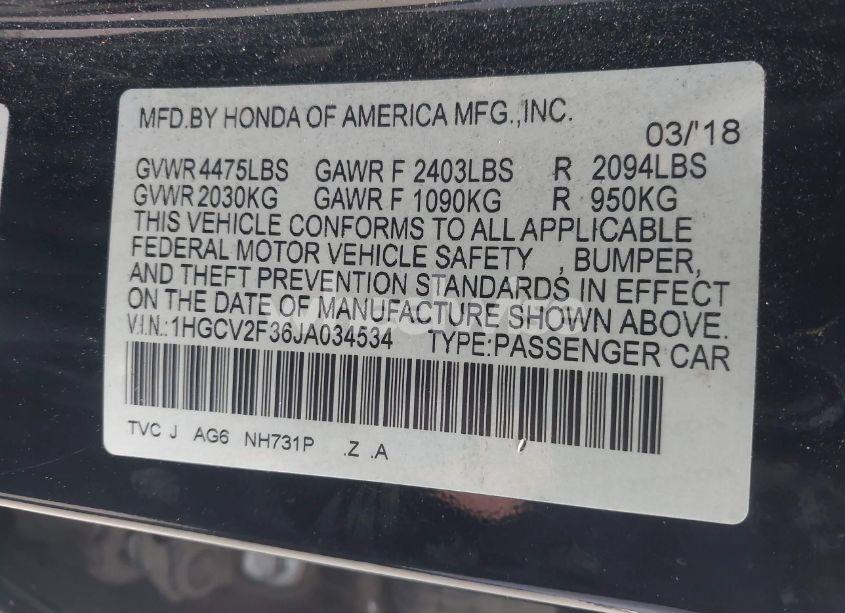 MFD.BY HONDA OF AMERICA MFG.,INC.
03/'18
GVWR 4475LBS GAWR F 2403LBS R 2094LBS
GVWR 2030KG GAWR F 1090KG R 950KG
THIS VEHICLE CONFORMS TO ALL APPLICABLE
FEDERAL MOTOR VEHICLE SAFETY , BUMPER,
AND THEFT PREVENTION STANDARDS IN EFFECT
ON THE DATE OF MANUFACTURE SHOWN ABOVE.
V.I.N.:1HGCV2F36JA034534 TYPE:PASSENGER CAR
TVC J AG6 NH731P .Z .A